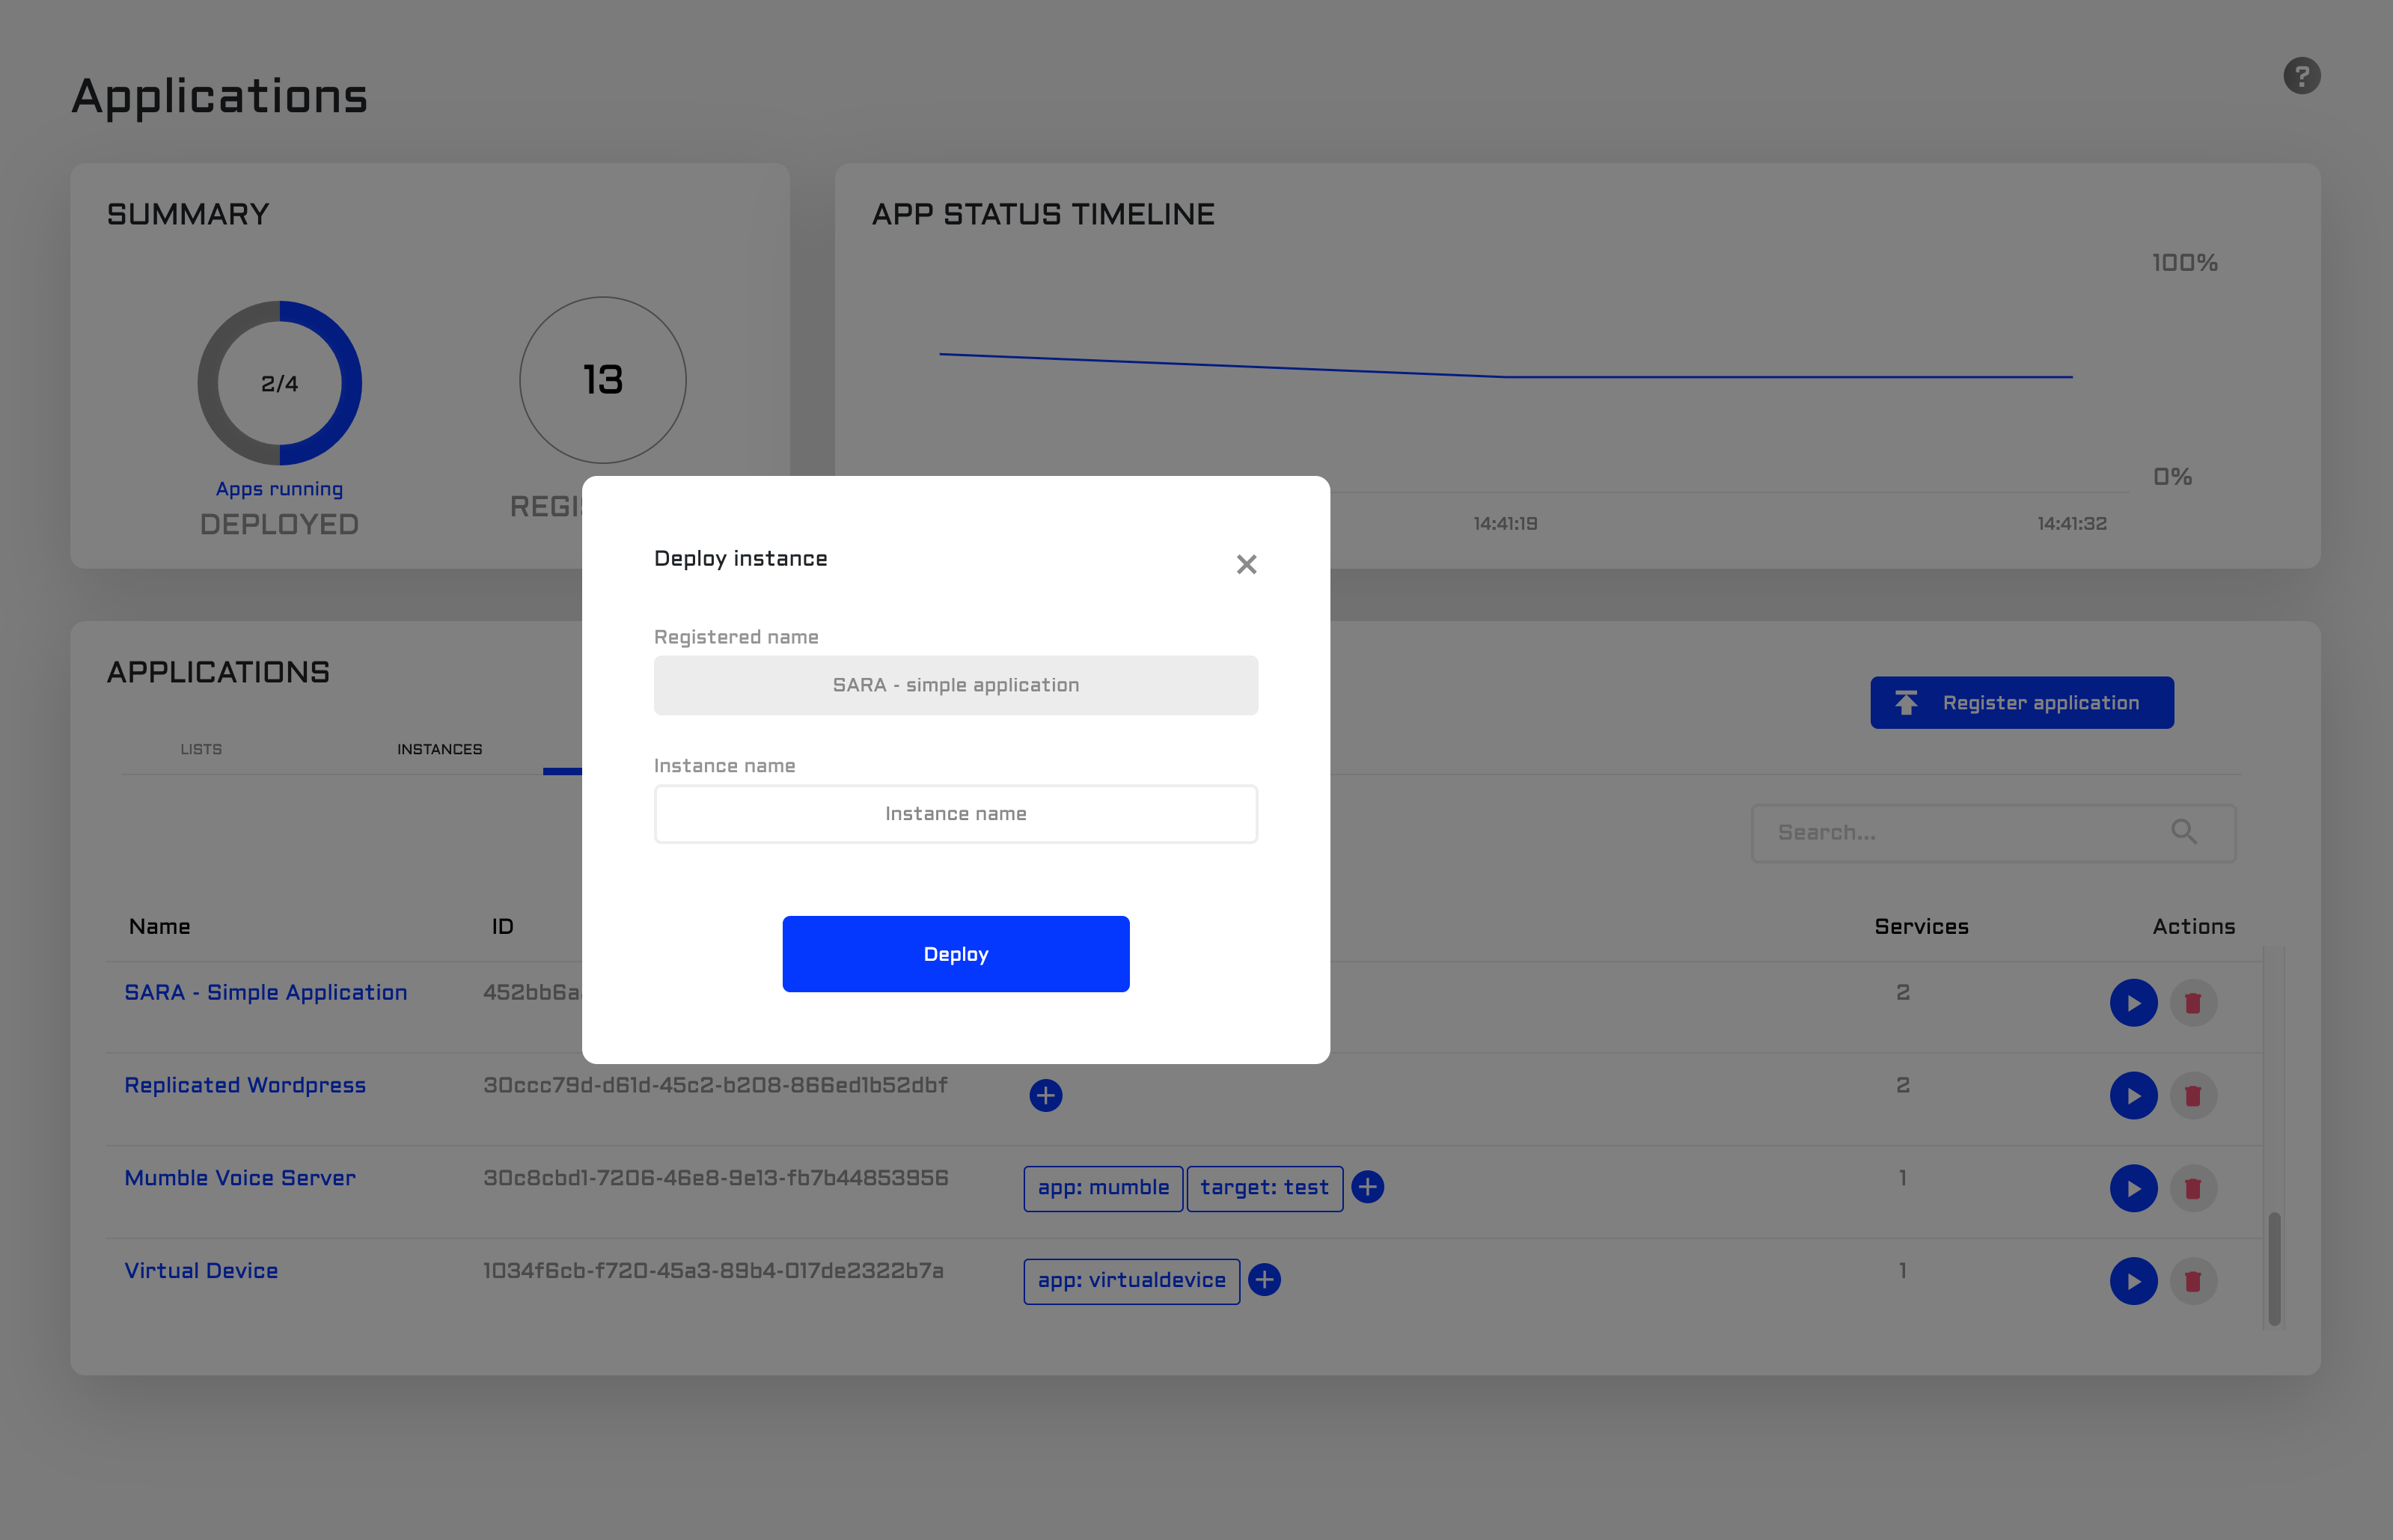 Applications
?
SUMMARY
2/4
Apps running
DEPLOYED
13
APP STATUS TIMELINE
100%
0%
14:41:19
14:41:32
Deploy instance
Registered name
SARA - simple application
Instance name
Instance name
Deploy
APPLICATIONS
Register application
LISTS
INSTANCES
Search...
Name ID Services Actions
SARA - Simple Application 2
Replicated Wordpress 30ccc79d-d61d-45c2-b208-866ed1b52dbf 2
Mumble Voice Server 30c8cbd1-7206-46e8-9e13-fb7b44853956 app: mumble target: test 1
Virtual Device 1034f6cb-f720-45a3-89b4-017de2322b7a app: virtualdevice 1